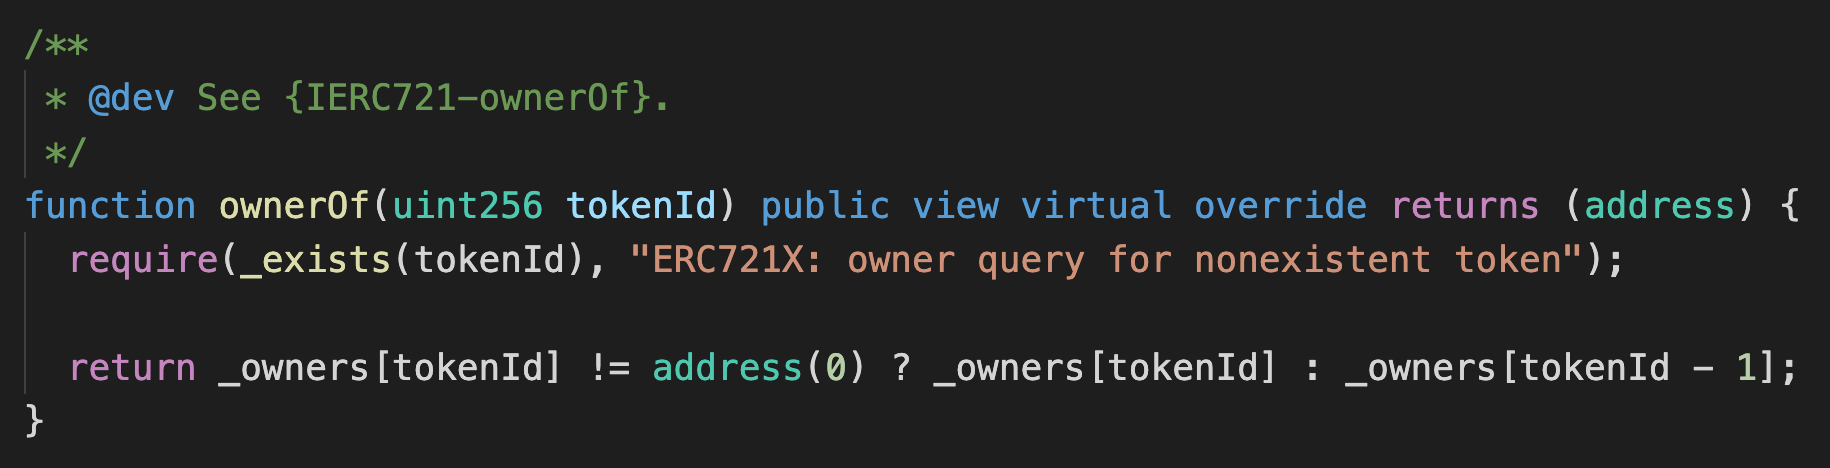 /**
 * @dev See {IERC721-ownerOf}.
 */
function ownerOf(uint256 tokenId) public view virtual override returns (address) {
  require(_exists(tokenId), "ERC721X: owner query for nonexistent token");

  return _owners[tokenId] != address(0) ? _owners[tokenId] : _owners[tokenId - 1];
}